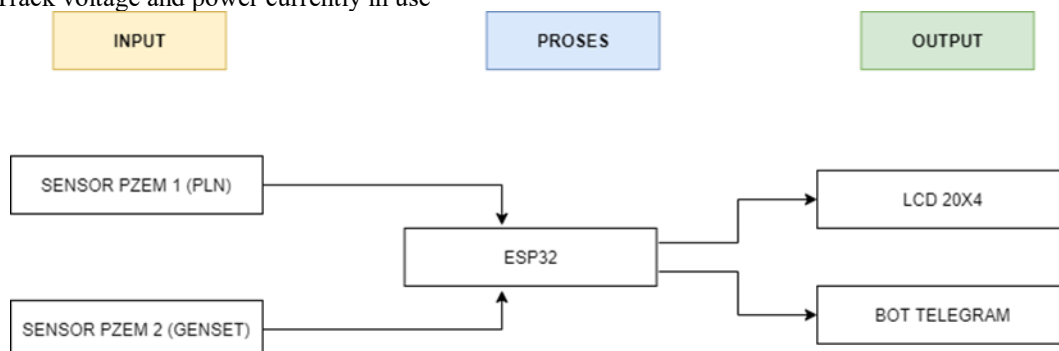 Track voltage and power currently in use
INPUT
PROSES
OUTPUT
SENSOR PZEM 1 (PLN)
LCD 20X4
ESP32
SENSOR PZEM 2 (GENSET)
BOT TELEGRAM